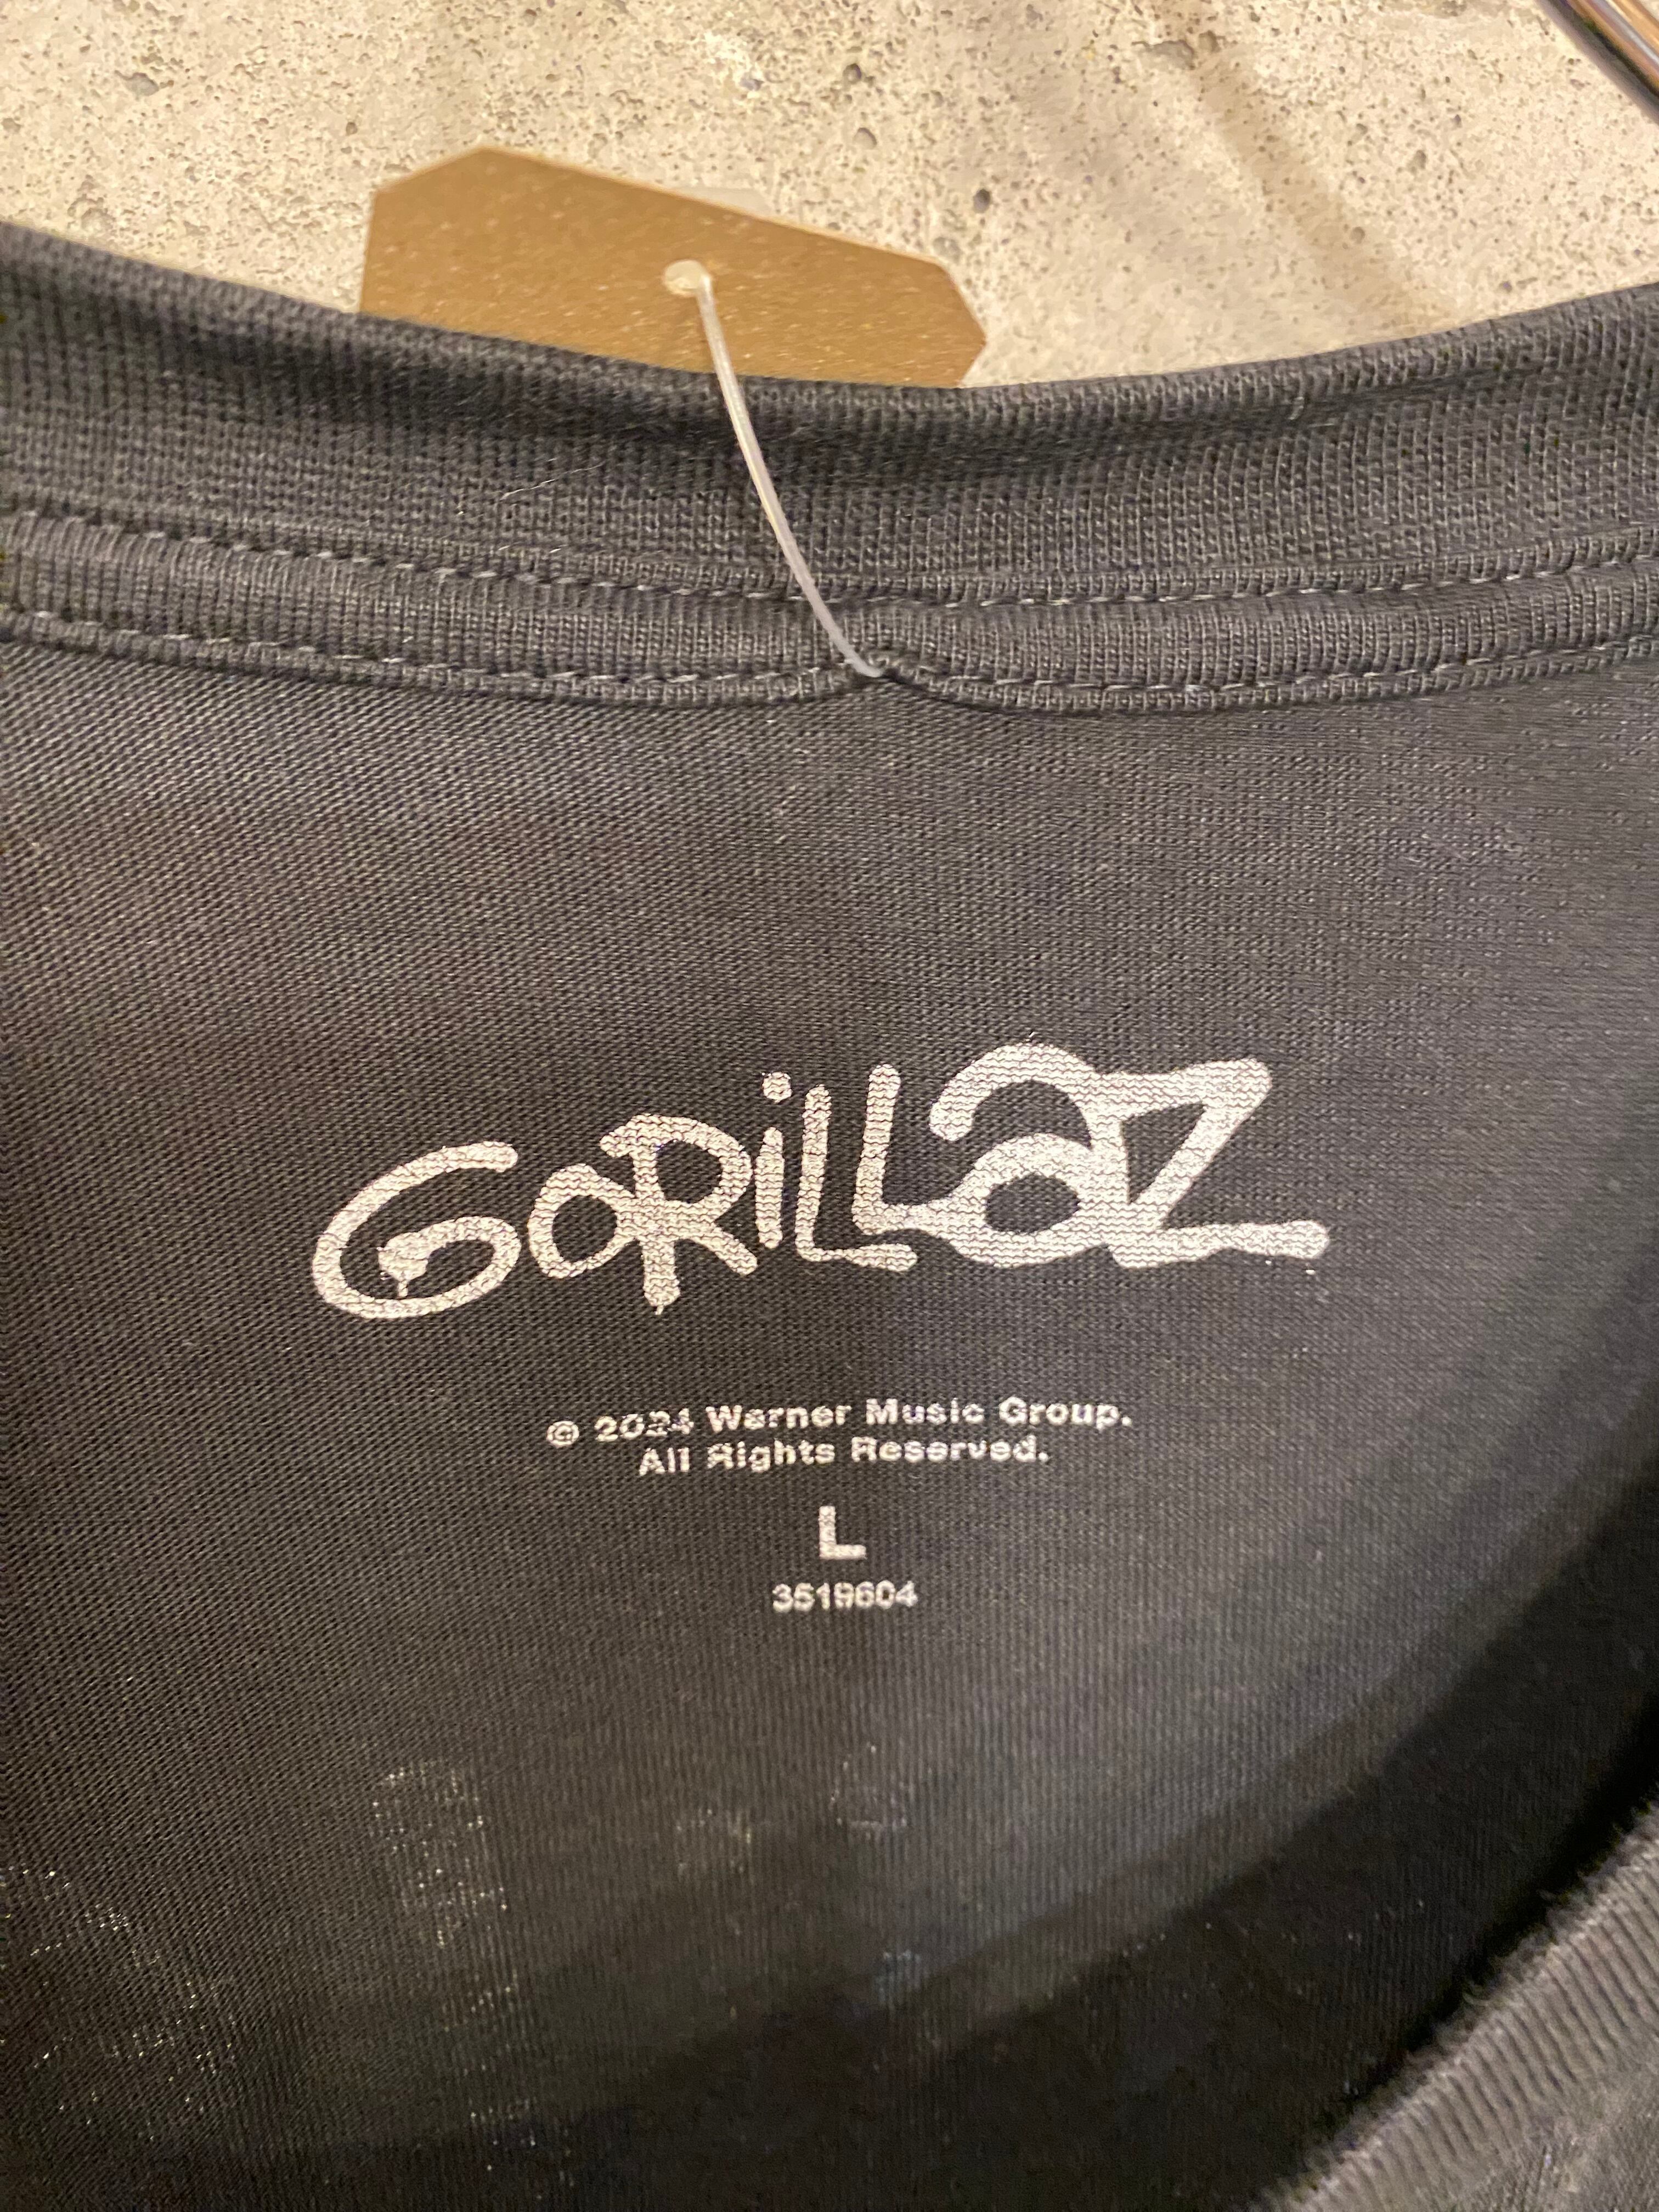 GORiLLaZ
© 2024 Warner Music Group.
All Rights Reserved.
L
3519604